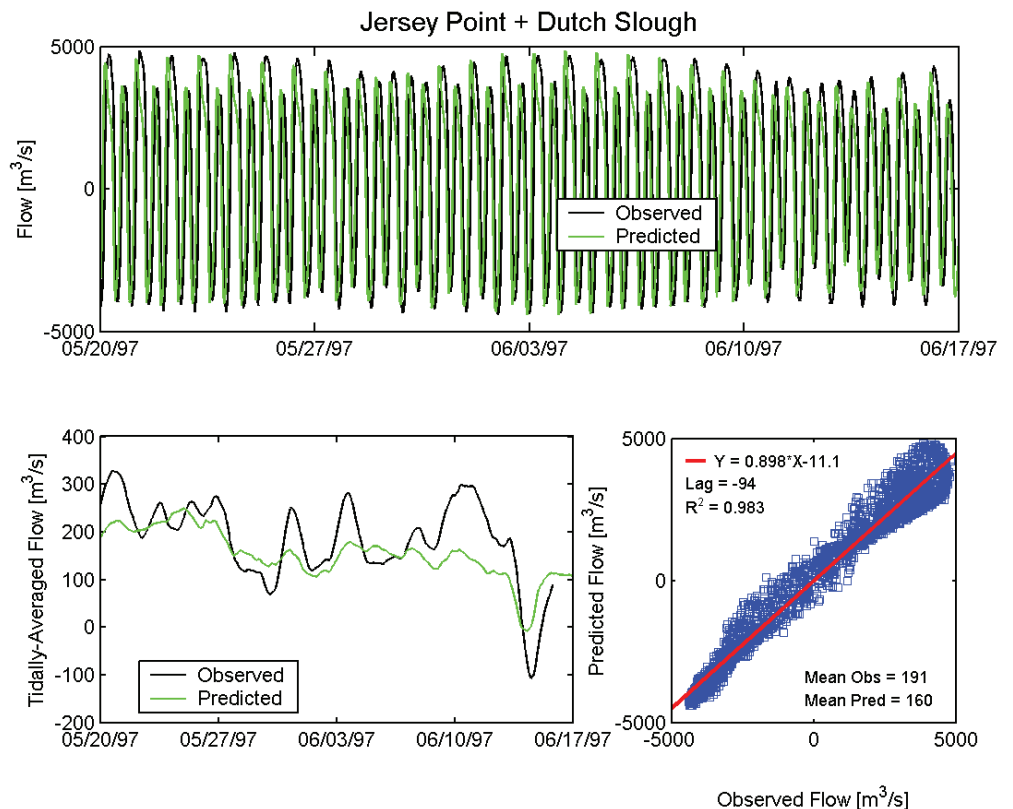 Jersey Point + Dutch Slough
Flow [m³/s]
5000
0
-5000
Observed
Predicted
05/20/97 05/27/97 06/03/97 06/10/97 06/17/97
Tidally-Averaged Flow [m³/s]
400
300
200
100
0
-100
-200
Observed
Predicted
05/20/97 05/27/97 06/03/97 06/10/97 06/17/97
Predicted Flow [m³/s]
5000
0
-5000
Y = 0.898*X-11.1
Lag = -94
R² = 0.983
Mean Obs = 191
Mean Pred = 160
-5000 0 5000
Observed Flow [m³/s]